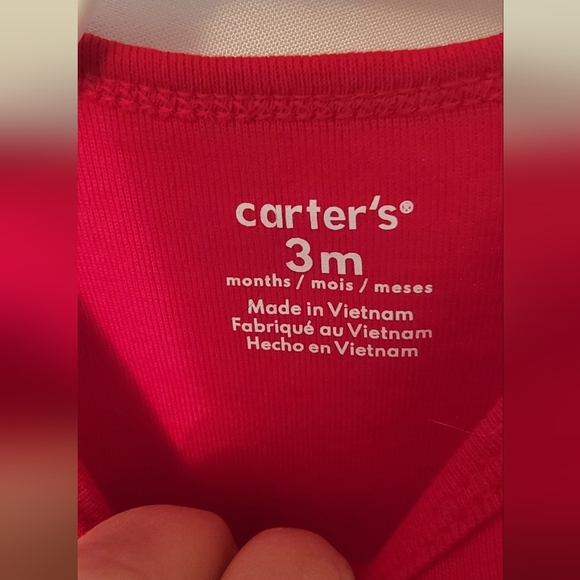 carter's®
3m
months / mois / meses
Made in Vietnam
Fabriqué au Vietnam
Hecho en Vietnam